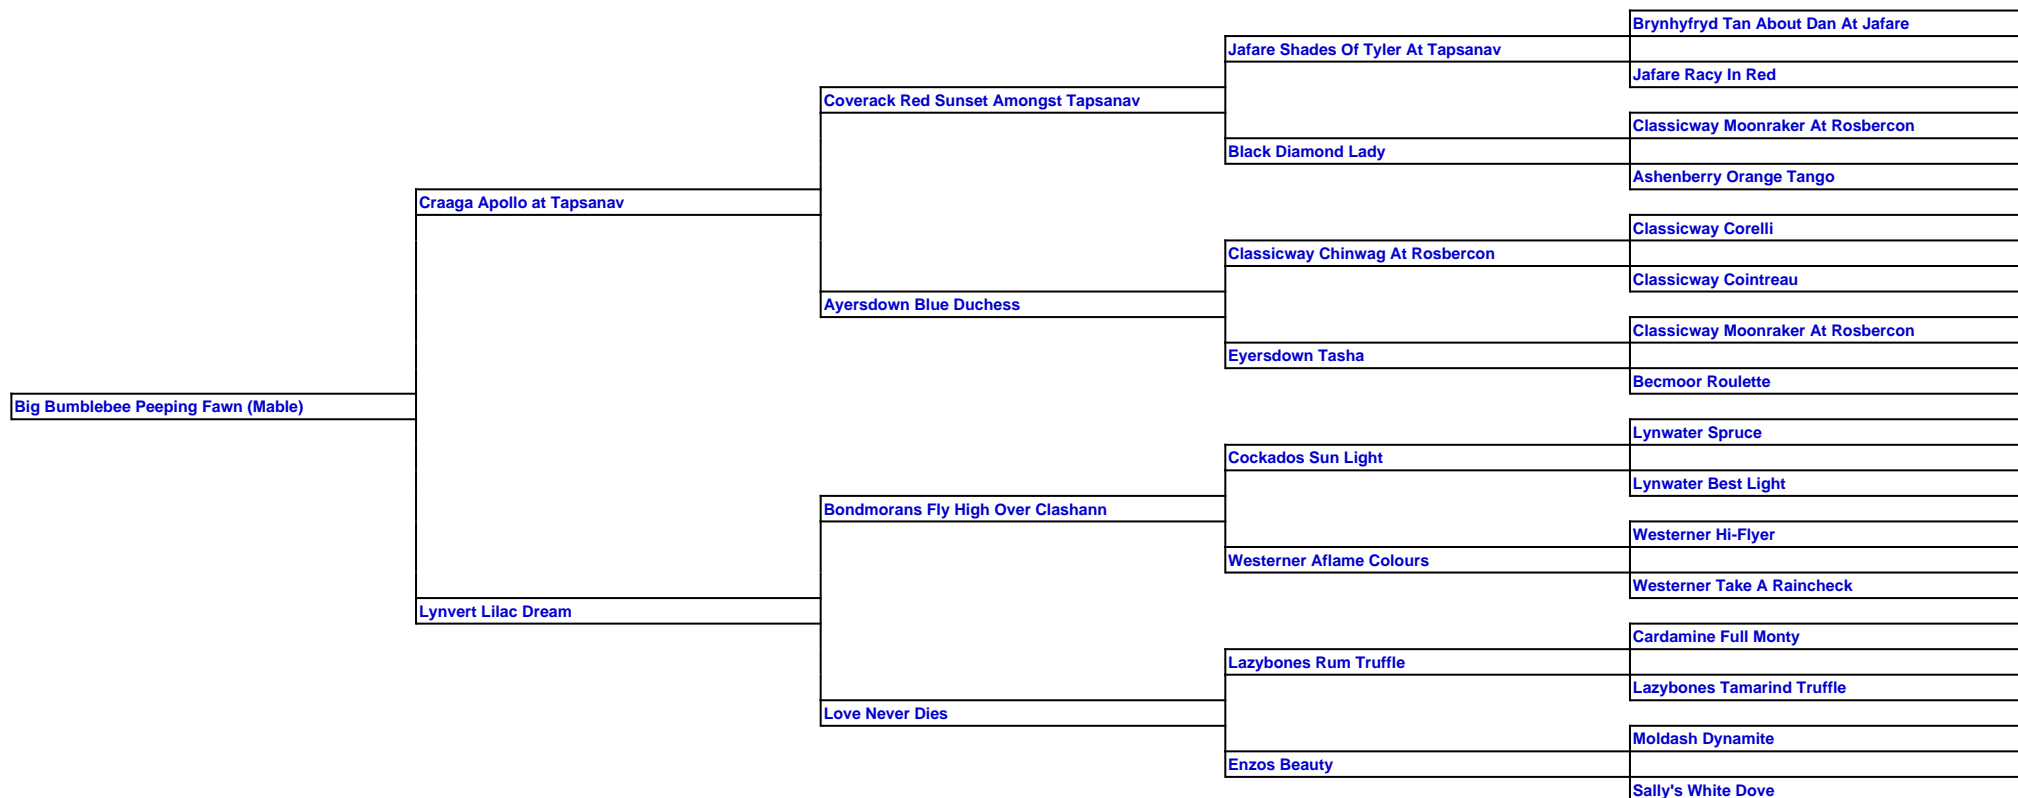 Brynhyfryd Tan About Dan At Jafare
Jafare Shades Of Tyler At Tapsanav
Jafare Racy In Red
Coverack Red Sunset Amongst Tapsanav
Classicway Moonraker At Rosbercon
Black Diamond Lady
Ashenberry Orange Tango
Craaga Apollo at Tapsanav
Classicway Corelli
Classicway Chinwag At Rosbercon
Classicway Cointreau
Ayersdown Blue Duchess
Classicway Moonraker At Rosbercon
Eyersdown Tasha
Becmoor Roulette
Big Bumblebee Peeping Fawn (Mable)
Lynwater Spruce
Cockados Sun Light
Lynwater Best Light
Bondmorans Fly High Over Clashann
Westerner Hi-Flyer
Westerner Aflame Colours
Westerner Take A Raincheck
Lynvert Lilac Dream
Cardamine Full Monty
Lazybones Rum Truffle
Lazybones Tamarind Truffle
Love Never Dies
Moldash Dynamite
Enzos Beauty
Sally's White Dove